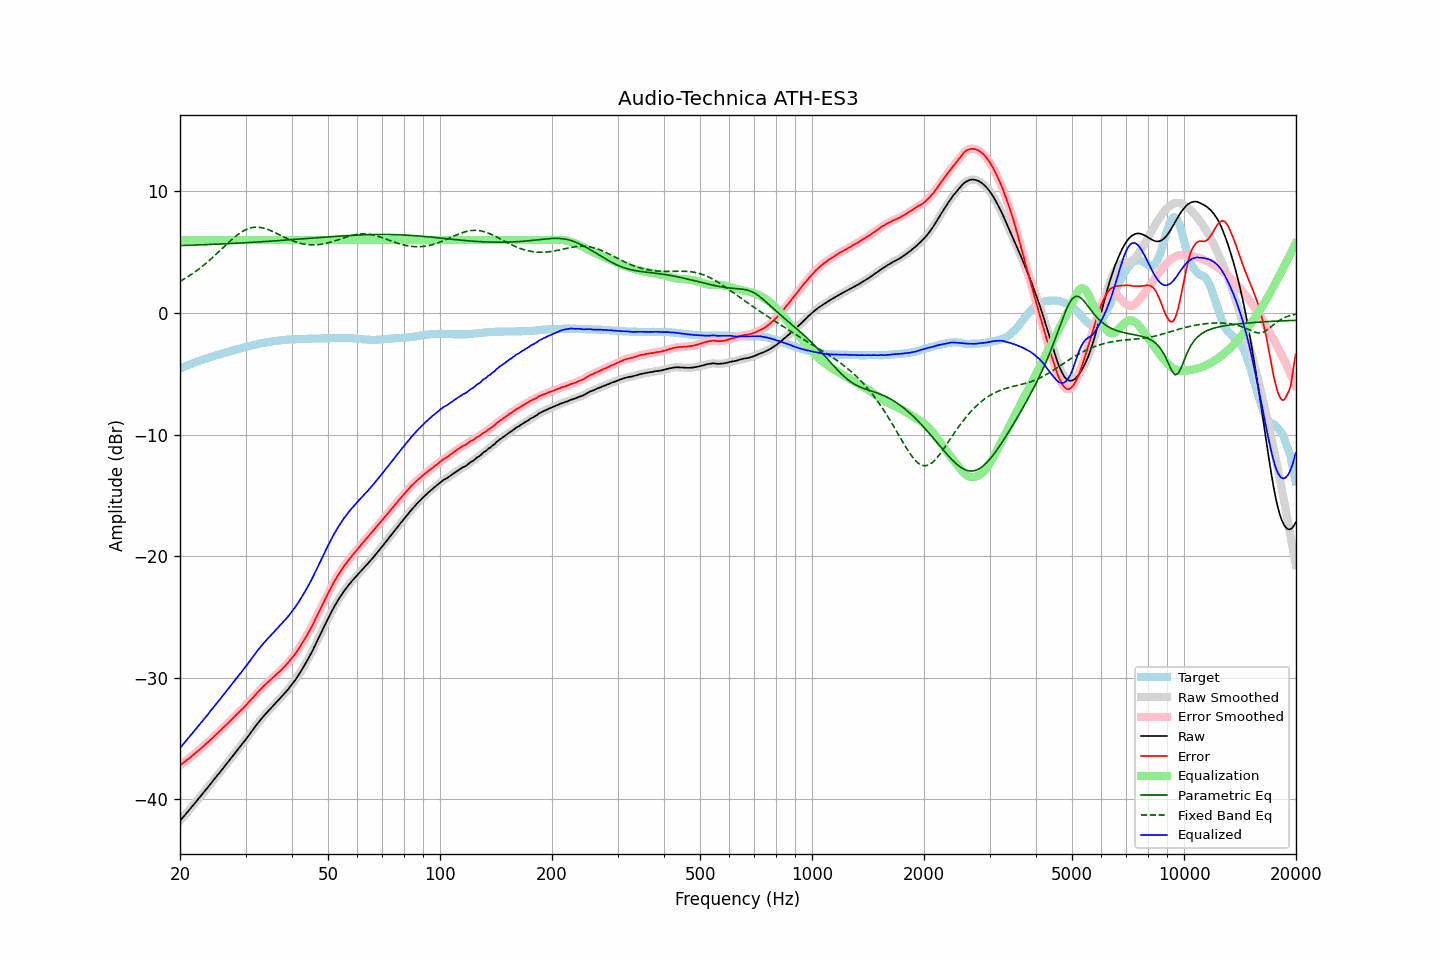 Audio-Technica ATH-ES3
Amplitude (dBr)
10
0
−10
−20
−30
−40
20
50
100
200
500
1000
2000
5000
10000
20000
Frequency (Hz)
Target
Raw Smoothed
Error Smoothed
Raw
Error
Equalization
Parametric Eq
Fixed Band Eq
Equalized